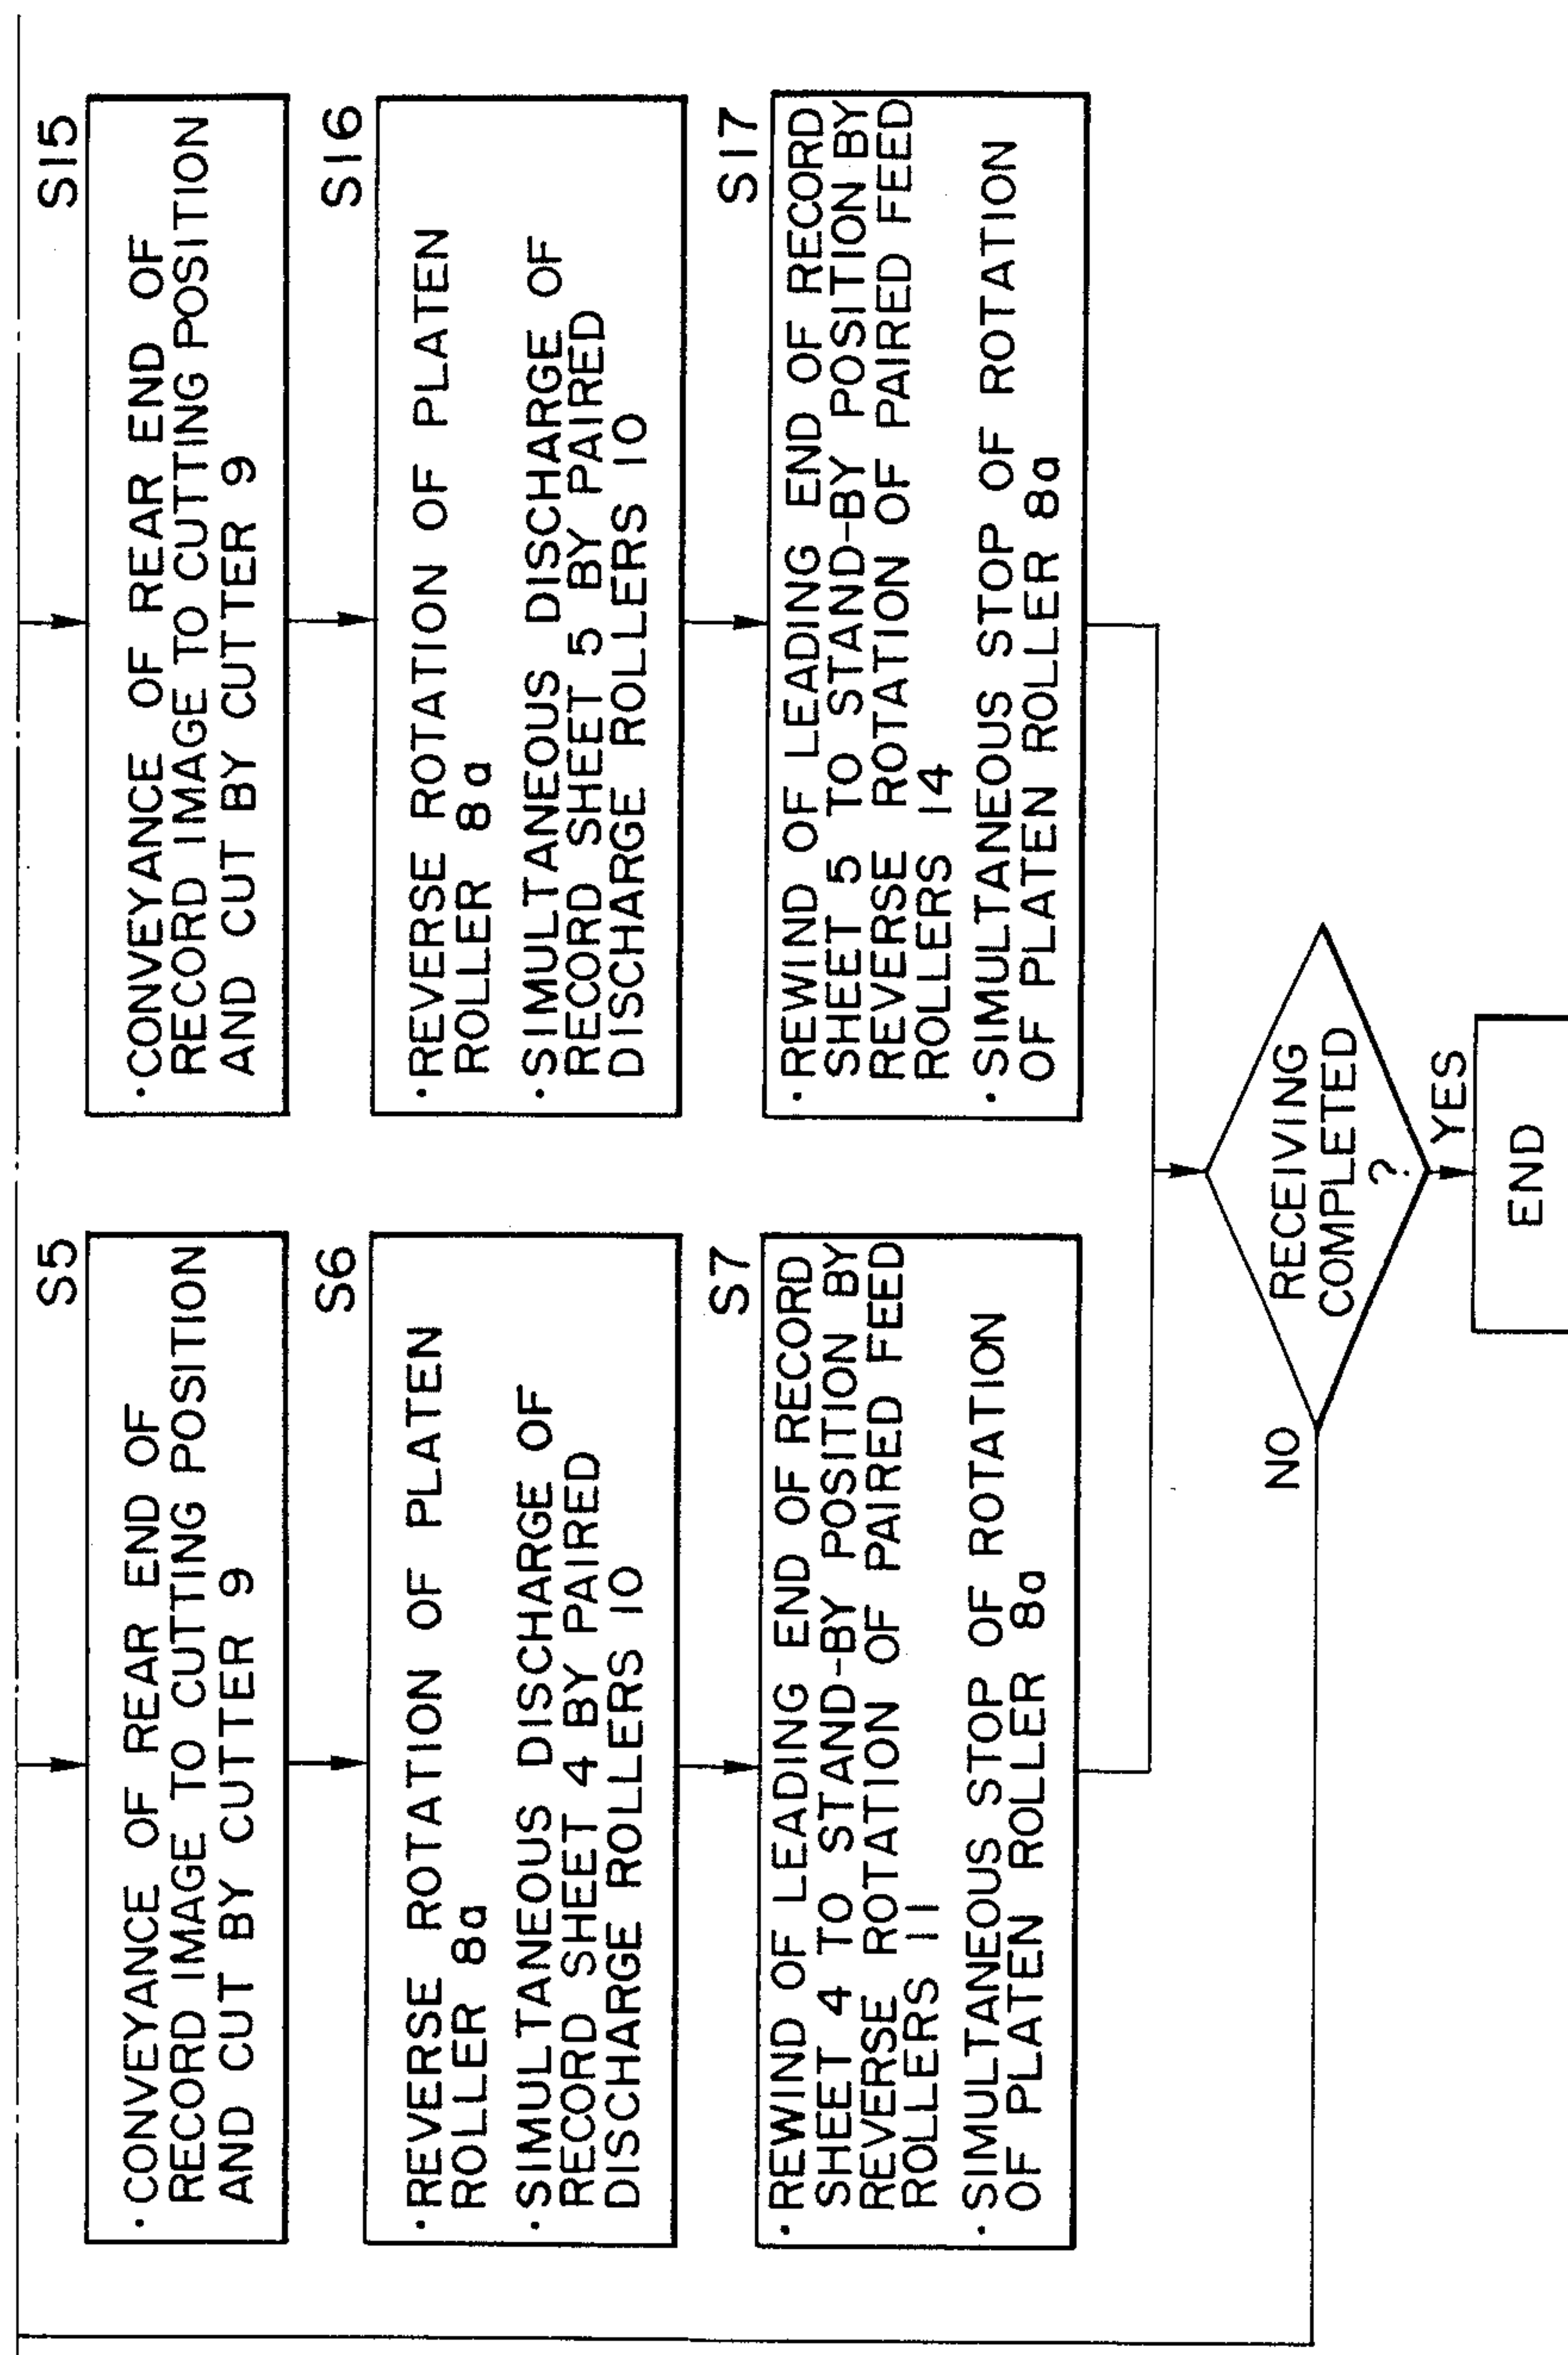 S5
· CONVEYANCE OF REAR END OF
RECORD IMAGE TO CUTTING POSITION
AND CUT BY CUTTER 9
S6
· REVERSE ROTATION OF PLATEN
ROLLER 8a
· SIMULTANEOUS DISCHARGE OF
RECORD SHEET 4 BY PAIRED
DISCHARGE ROLLERS 10
S7
· REWIND OF LEADING END OF RECORD
SHEET 4 TO STAND-BY POSITION BY
REVERSE ROTATION OF PAIRED FEED
ROLLERS 11
· SIMULTANEOUS STOP OF ROTATION
OF PLATEN ROLLER 8a
S15
· CONVEYANCE OF REAR END OF
RECORD IMAGE TO CUTTING POSITION
AND CUT BY CUTTER 9
S16
· REVERSE ROTATION OF PLATEN
ROLLER 8a
· SIMULTANEOUS DISCHARGE OF
RECORD SHEET 5 BY PAIRED
DISCHARGE ROLLERS 10
S17
· REWIND OF LEADING END OF RECORD
SHEET 5 TO STAND-BY POSITION BY
REVERSE ROTATION OF PAIRED FEED
ROLLERS 14
· SIMULTANEOUS STOP OF ROTATION
OF PLATEN ROLLER 8a
NO
RECEIVING
COMPLETED
?
YES
END